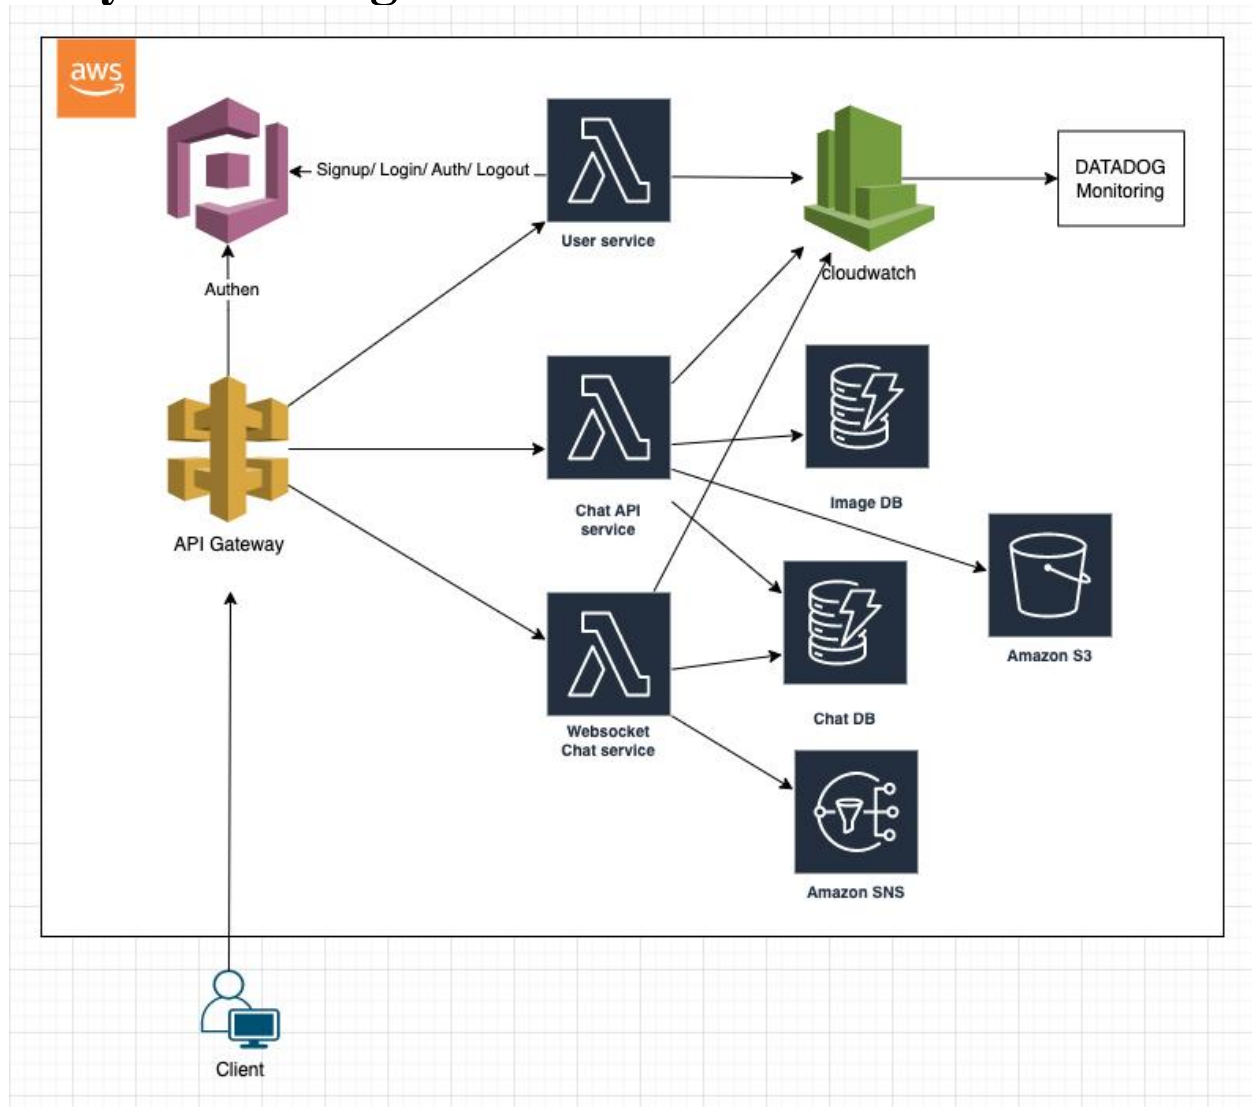 aws
Signup/ Login/ Auth/ Logout
User service
cloudwatch
DATADOG
Monitoring
Authen
API Gateway
Chat API
service
Image DB
Amazon S3
Websocket
Chat service
Chat DB
Amazon SNS
Client